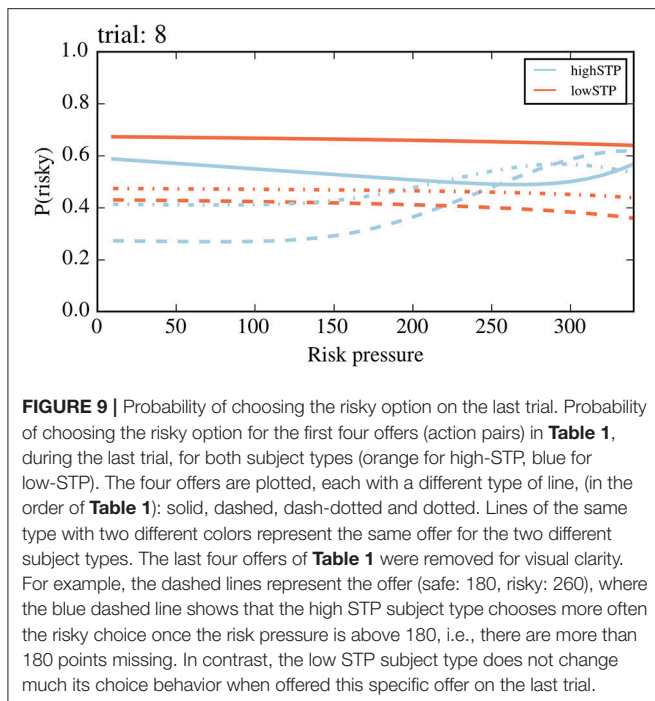 trial: 8
1.0
0.8
0.6
0.4
0.2
0.0
P(risky)
highSTP
lowSTP
0
50
100
150
200
250
300
Risk pressure
FIGURE 9 | Probability of choosing the risky option on the last trial. Probability
of choosing the risky option for the first four offers (action pairs) in Table 1,
during the last trial, for both subject types (orange for high-STP, blue for
low-STP). The four offers are plotted, each with a different type of line, (in the
order of Table 1): solid, dashed, dash-dotted and dotted. Lines of the same
type with two different colors represent the same offer for the two different
subject types. The last four offers of Table 1 were removed for visual clarity.
For example, the dashed lines represent the offer (safe: 180, risky: 260), where
the blue dashed line shows that the high STP subject type chooses more often
the risky choice once the risk pressure is above 180, i.e., there are more than
180 points missing. In contrast, the low STP subject type does not change
much its choice behavior when offered this specific offer on the last trial.